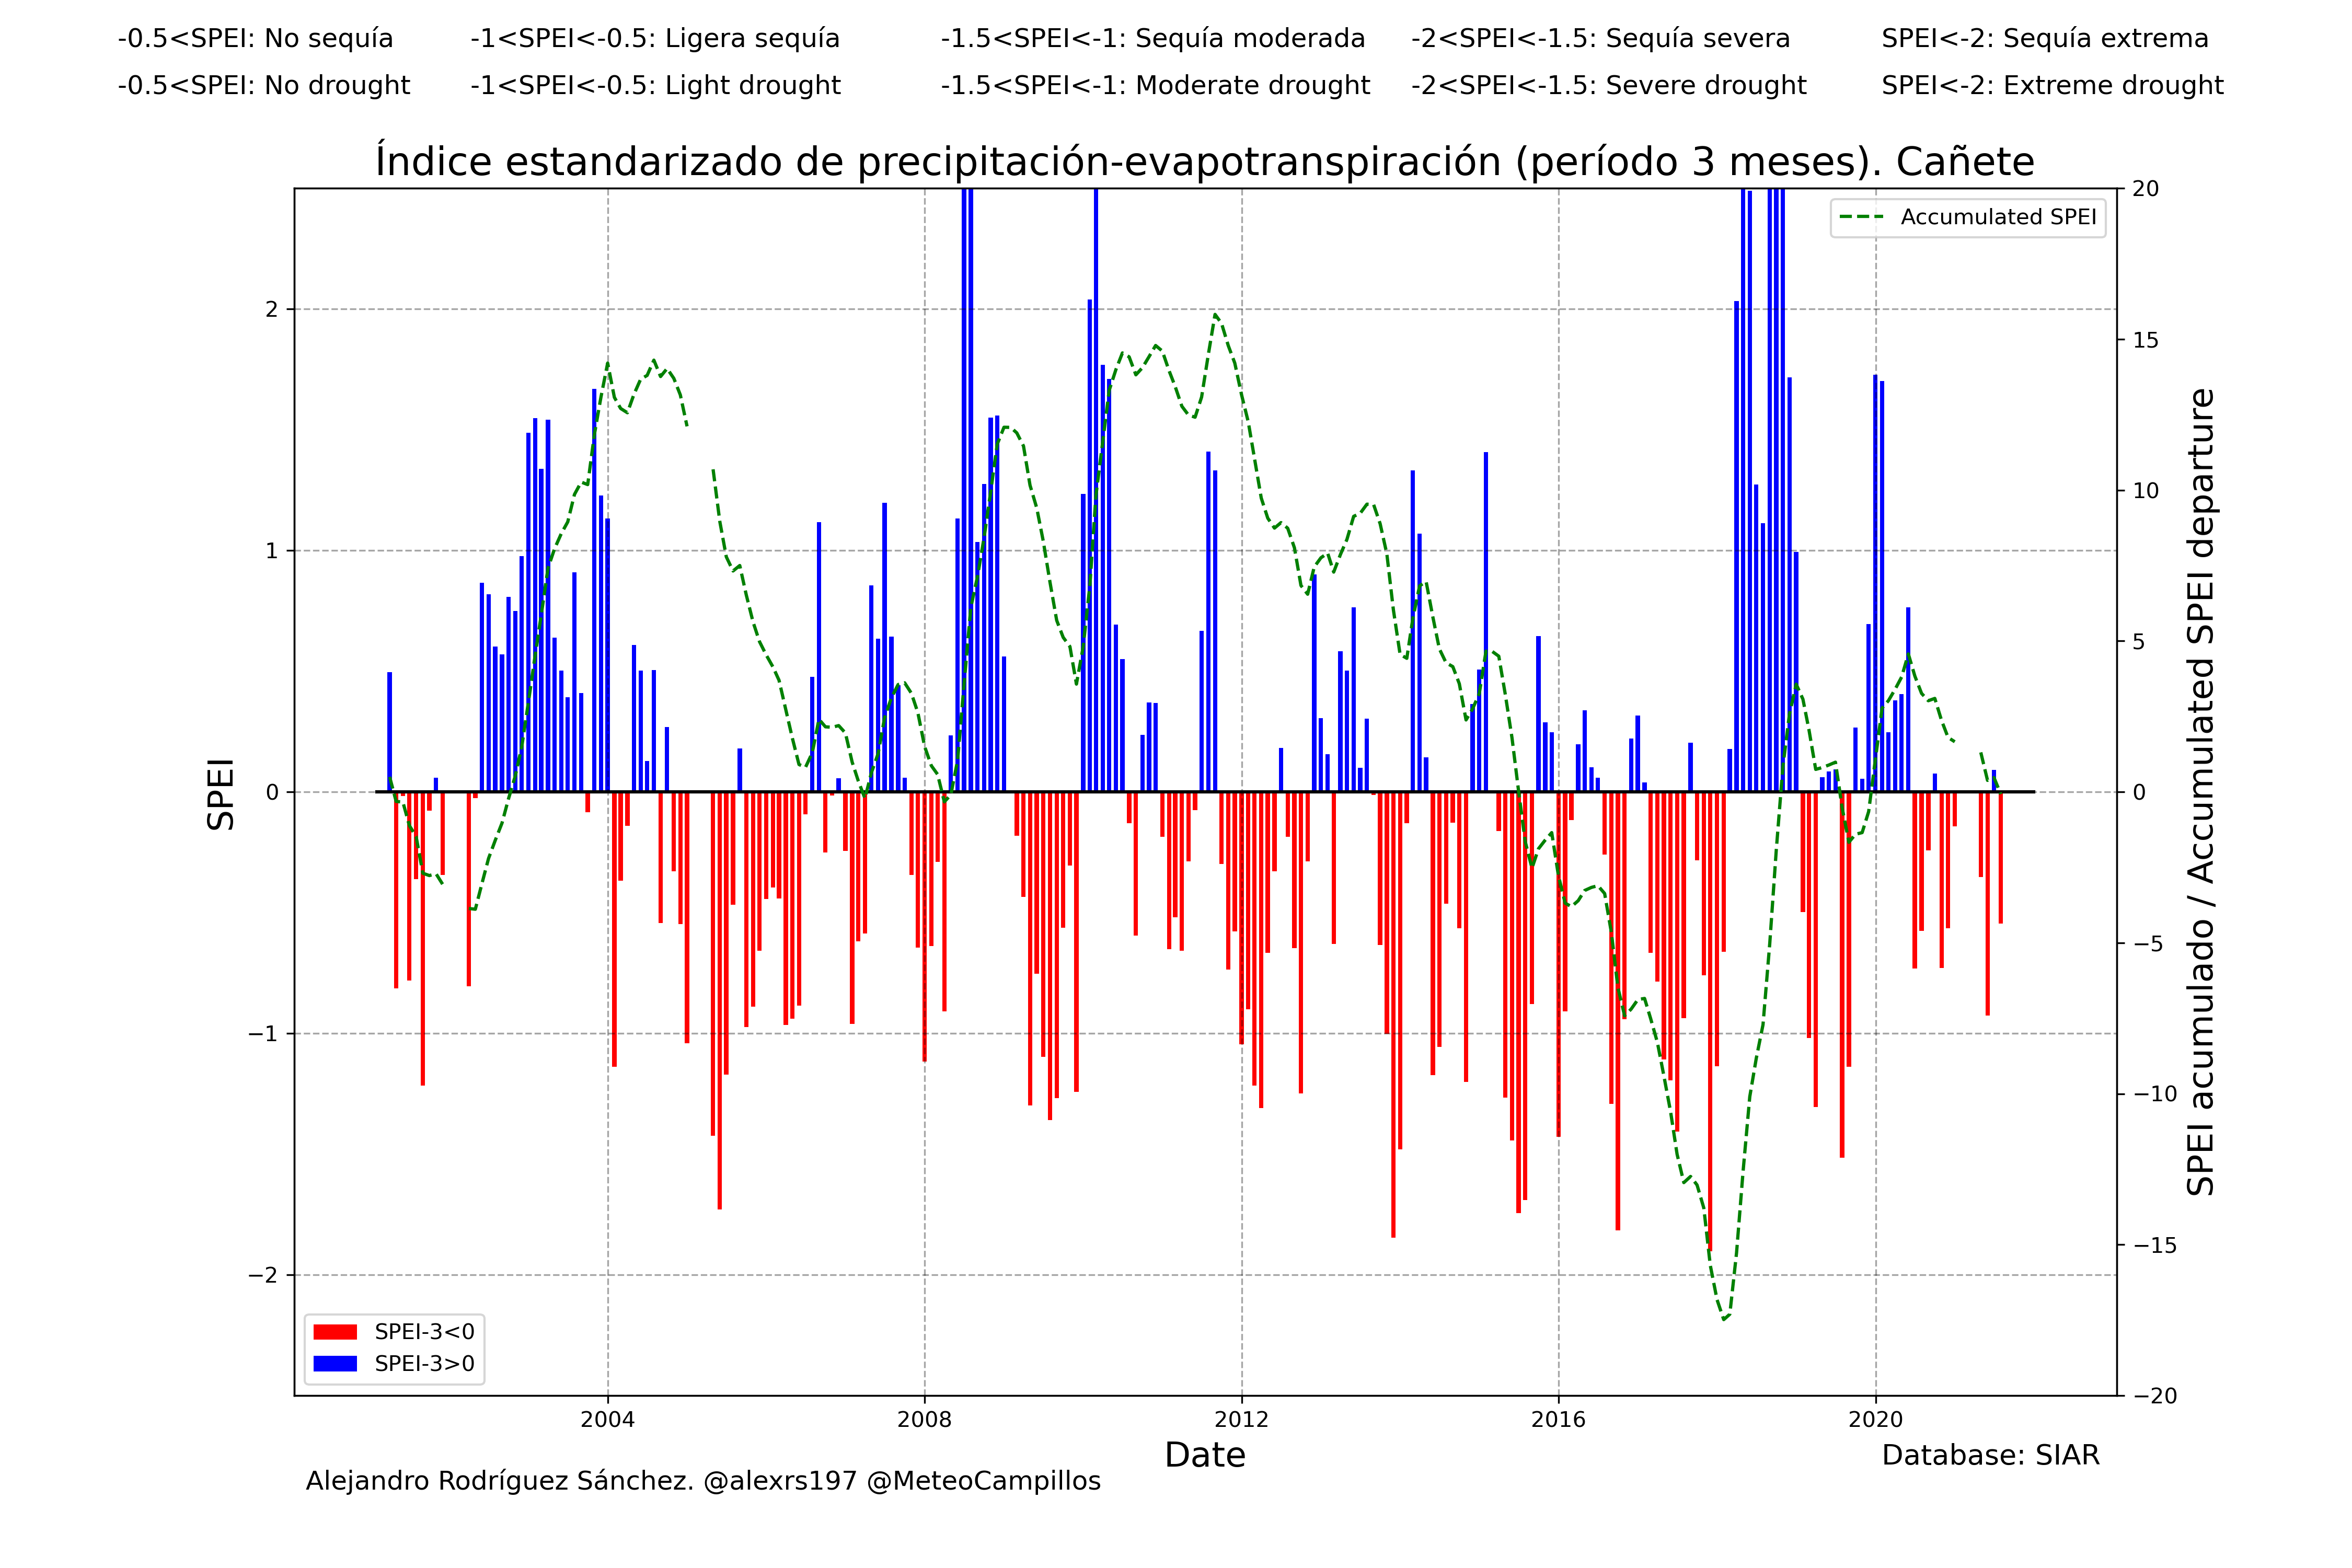 -0.5<SPEI: No sequía -1<SPEI<-0.5: Ligera sequía -1.5<SPEI<-1: Sequía moderada -2<SPEI<-1.5: Sequía severa SPEI<-2: Sequía extrema
-0.5<SPEI: No drought -1<SPEI<-0.5: Light drought -1.5<SPEI<-1: Moderate drought -2<SPEI<-1.5: Severe drought SPEI<-2: Extreme drought
Índice estandarizado de precipitación-evapotranspiración (período 3 meses). Cañete
Accumulated SPEI
SPEI
2
1
0
−1
−2
20
15
10
5
0
−5
−10
−15
−20
SPEI acumulado / Accumulated SPEI departure
SPEI-3<0
SPEI-3>0
2004 2008 2012 2016 2020
Date
Database: SIAR
Alejandro Rodríguez Sánchez. @alexrs197 @MeteoCampillos